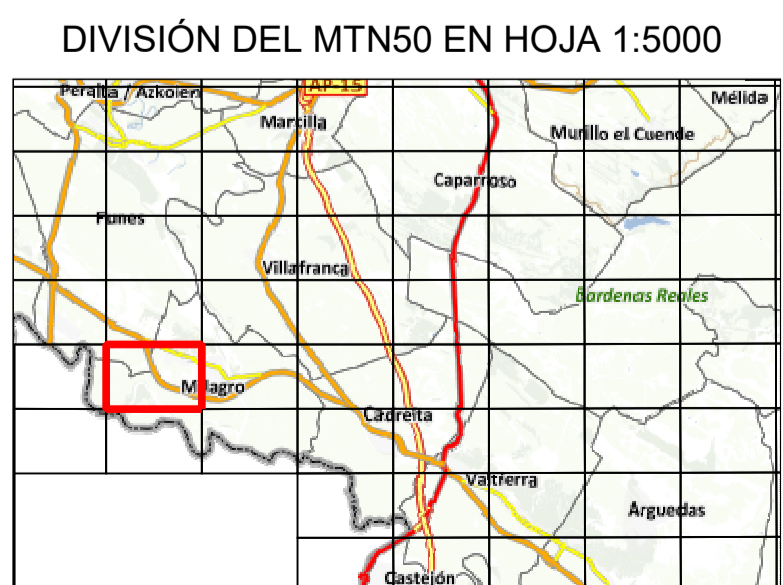 DIVISIÓN DEL MTN50 EN HOJA 1:5000
Peralta / Azkoien
AP-15
Mélida
Marcilla
Murillo el Cuende
Caparroso
Funes
Villafranca
Bardenas Reales
Milagro
Cadreita
Valtierra
Arguedas
Castejón